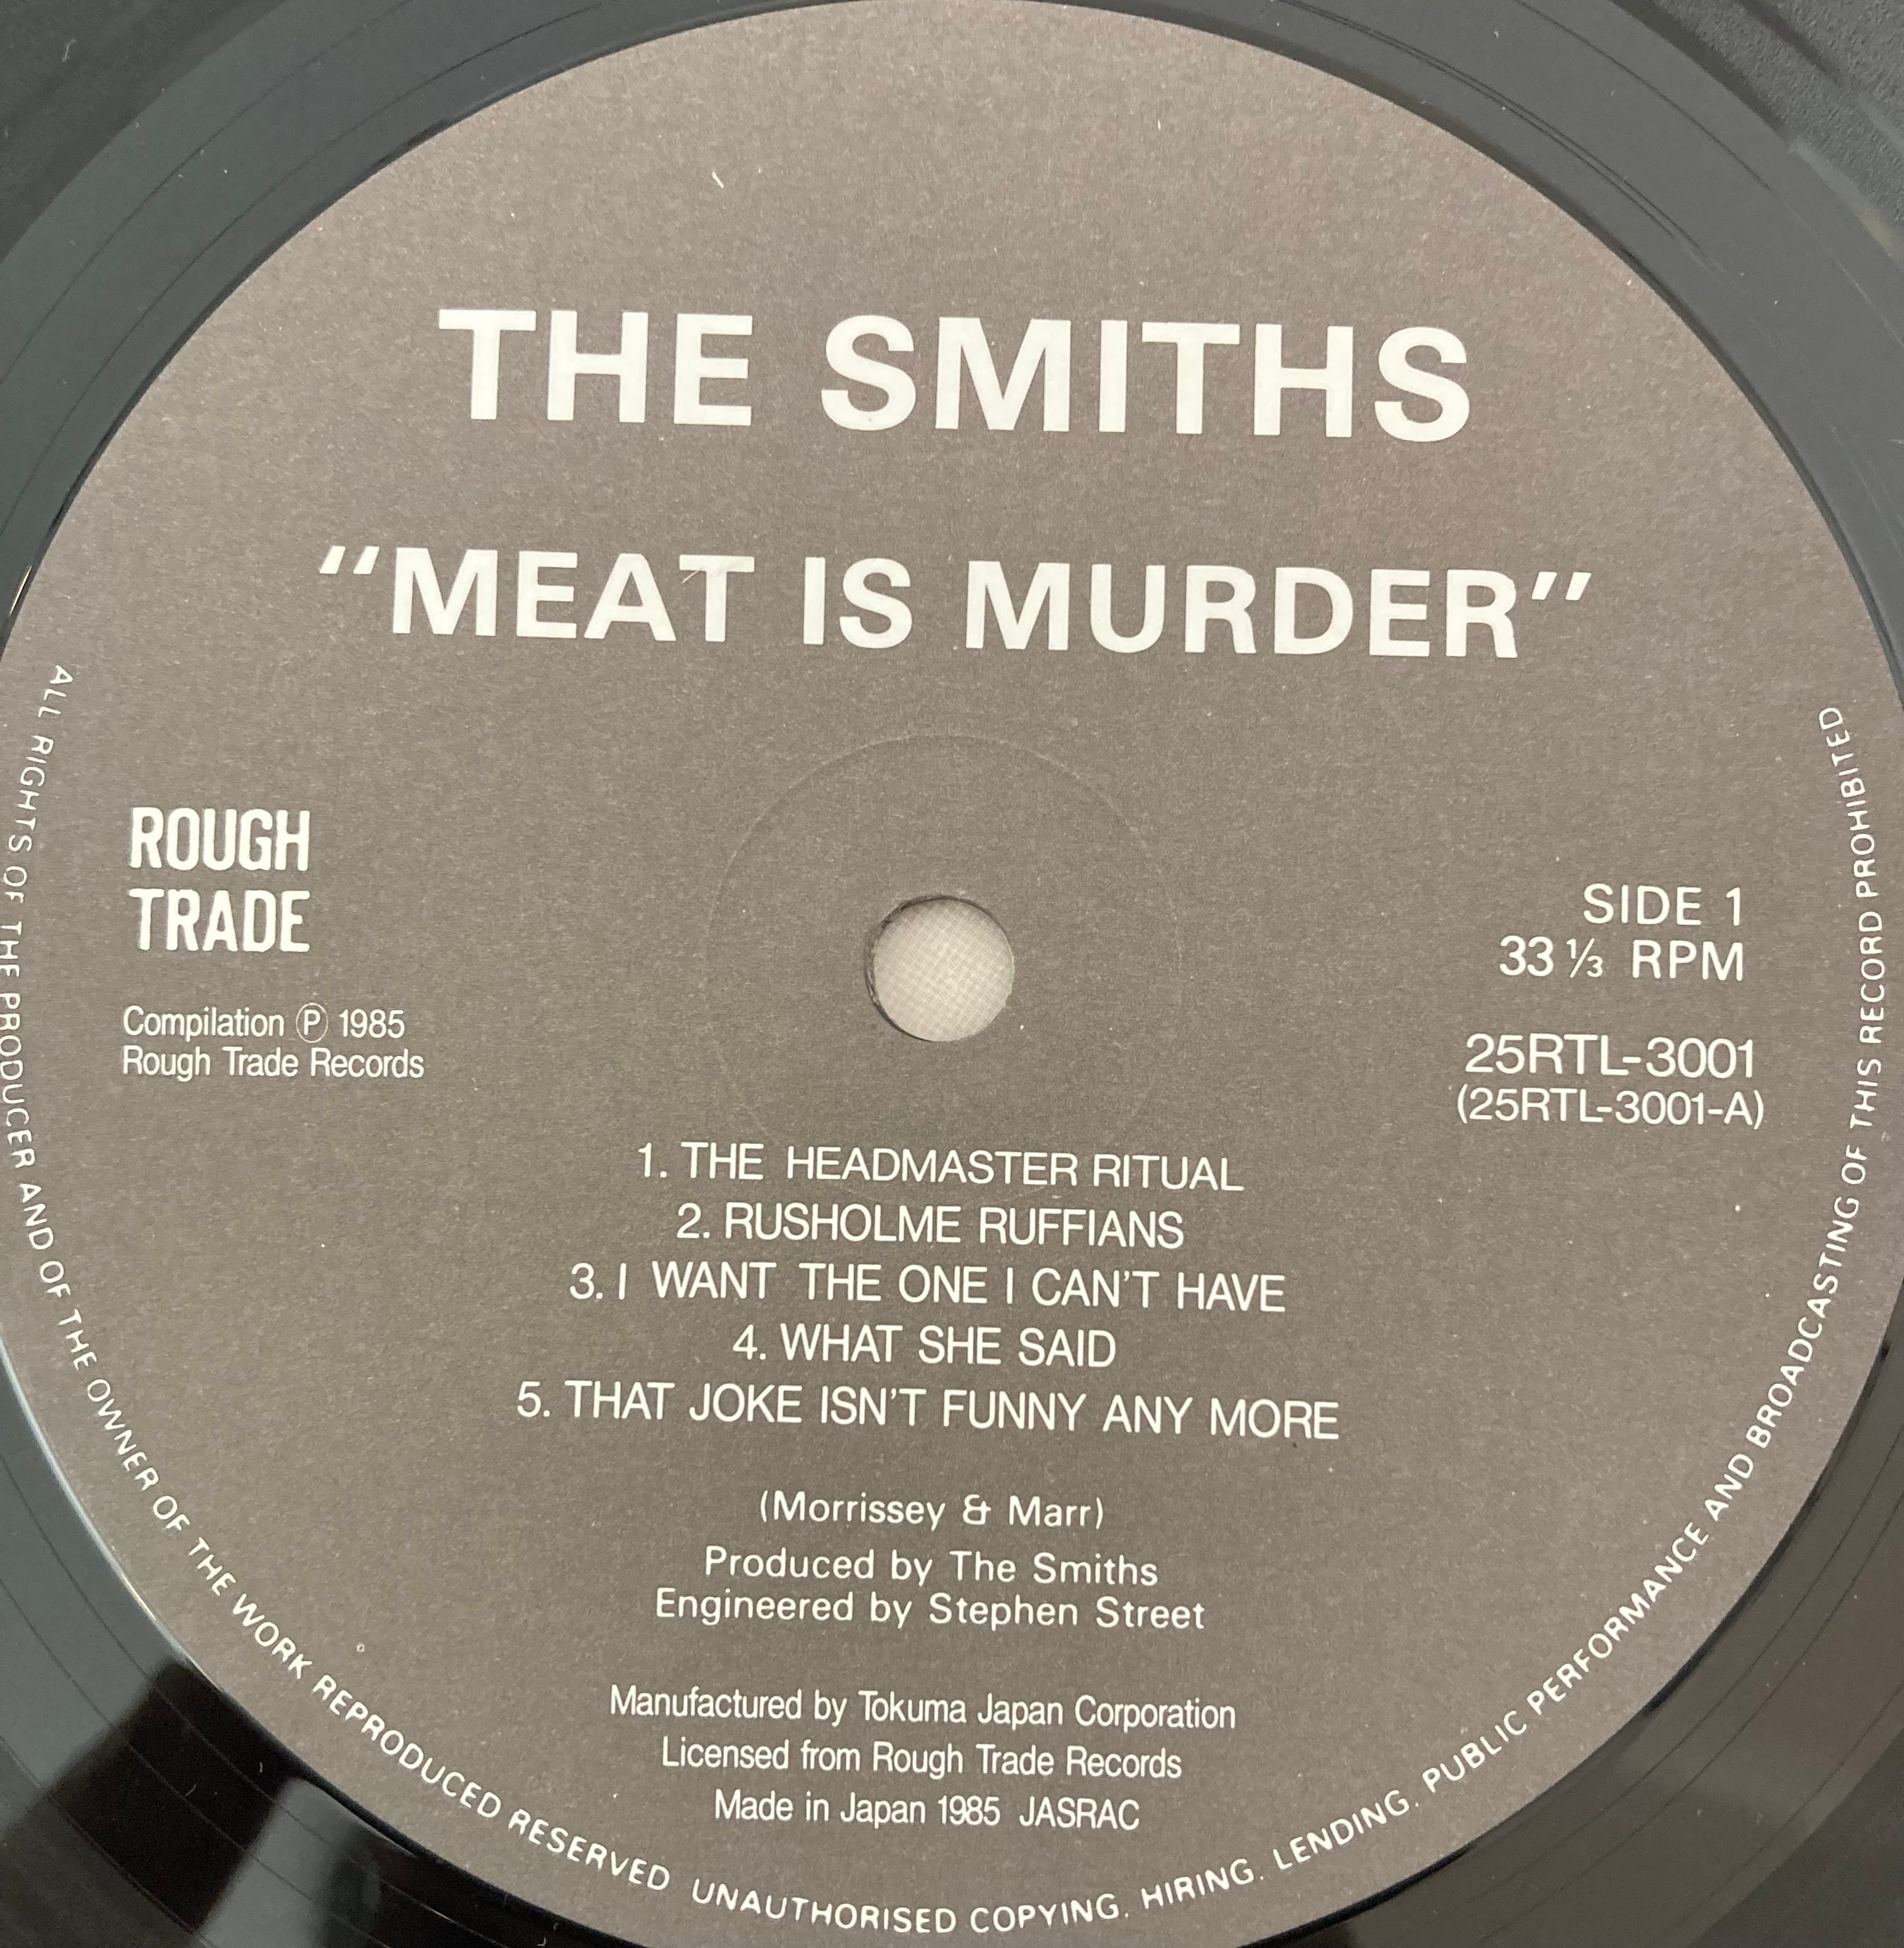 THE SMITHS
"MEAT IS MURDER"
ROUGH
TRADE
Compilation Ⓟ 1985
Rough Trade Records
SIDE 1
33 ⅓ RPM
25RTL-3001
(25RTL-3001-A)
1. THE HEADMASTER RITUAL
2. RUSHOLME RUFFIANS
3. I WANT THE ONE I CAN'T HAVE
4. WHAT SHE SAID
5. THAT JOKE ISN'T FUNNY ANY MORE
(Morrissey & Marr)
Produced by The Smiths
Engineered by Stephen Street
Manufactured by Tokuma Japan Corporation
Licensed from Rough Trade Records
Made in Japan 1985 JASRAC
ALL RIGHTS OF THE PRODUCER AND OF THE OWNER OF THE WORK REPRODUCED RESERVED UNAUTHORISED COPYING. HIRING. LENDING. PUBLIC PERFORMANCE AND BROADCASTING OF THIS RECORD PROHIBITED